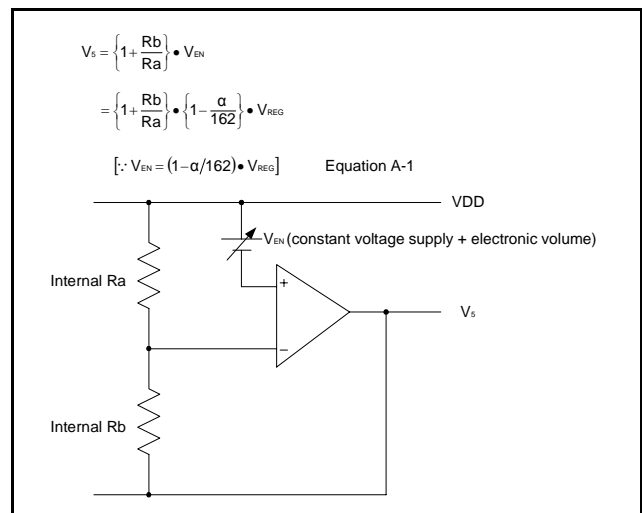 V₅ = {1 + Rb/Ra} • VEN
= {1 + Rb/Ra} • {1 − α/162} • VREG
[∵ VEN = (1−α/162) • VREG] Equation A-1
VDD
VEN (constant voltage supply + electronic volume)
Internal Ra
+
V₅
−
Internal Rb